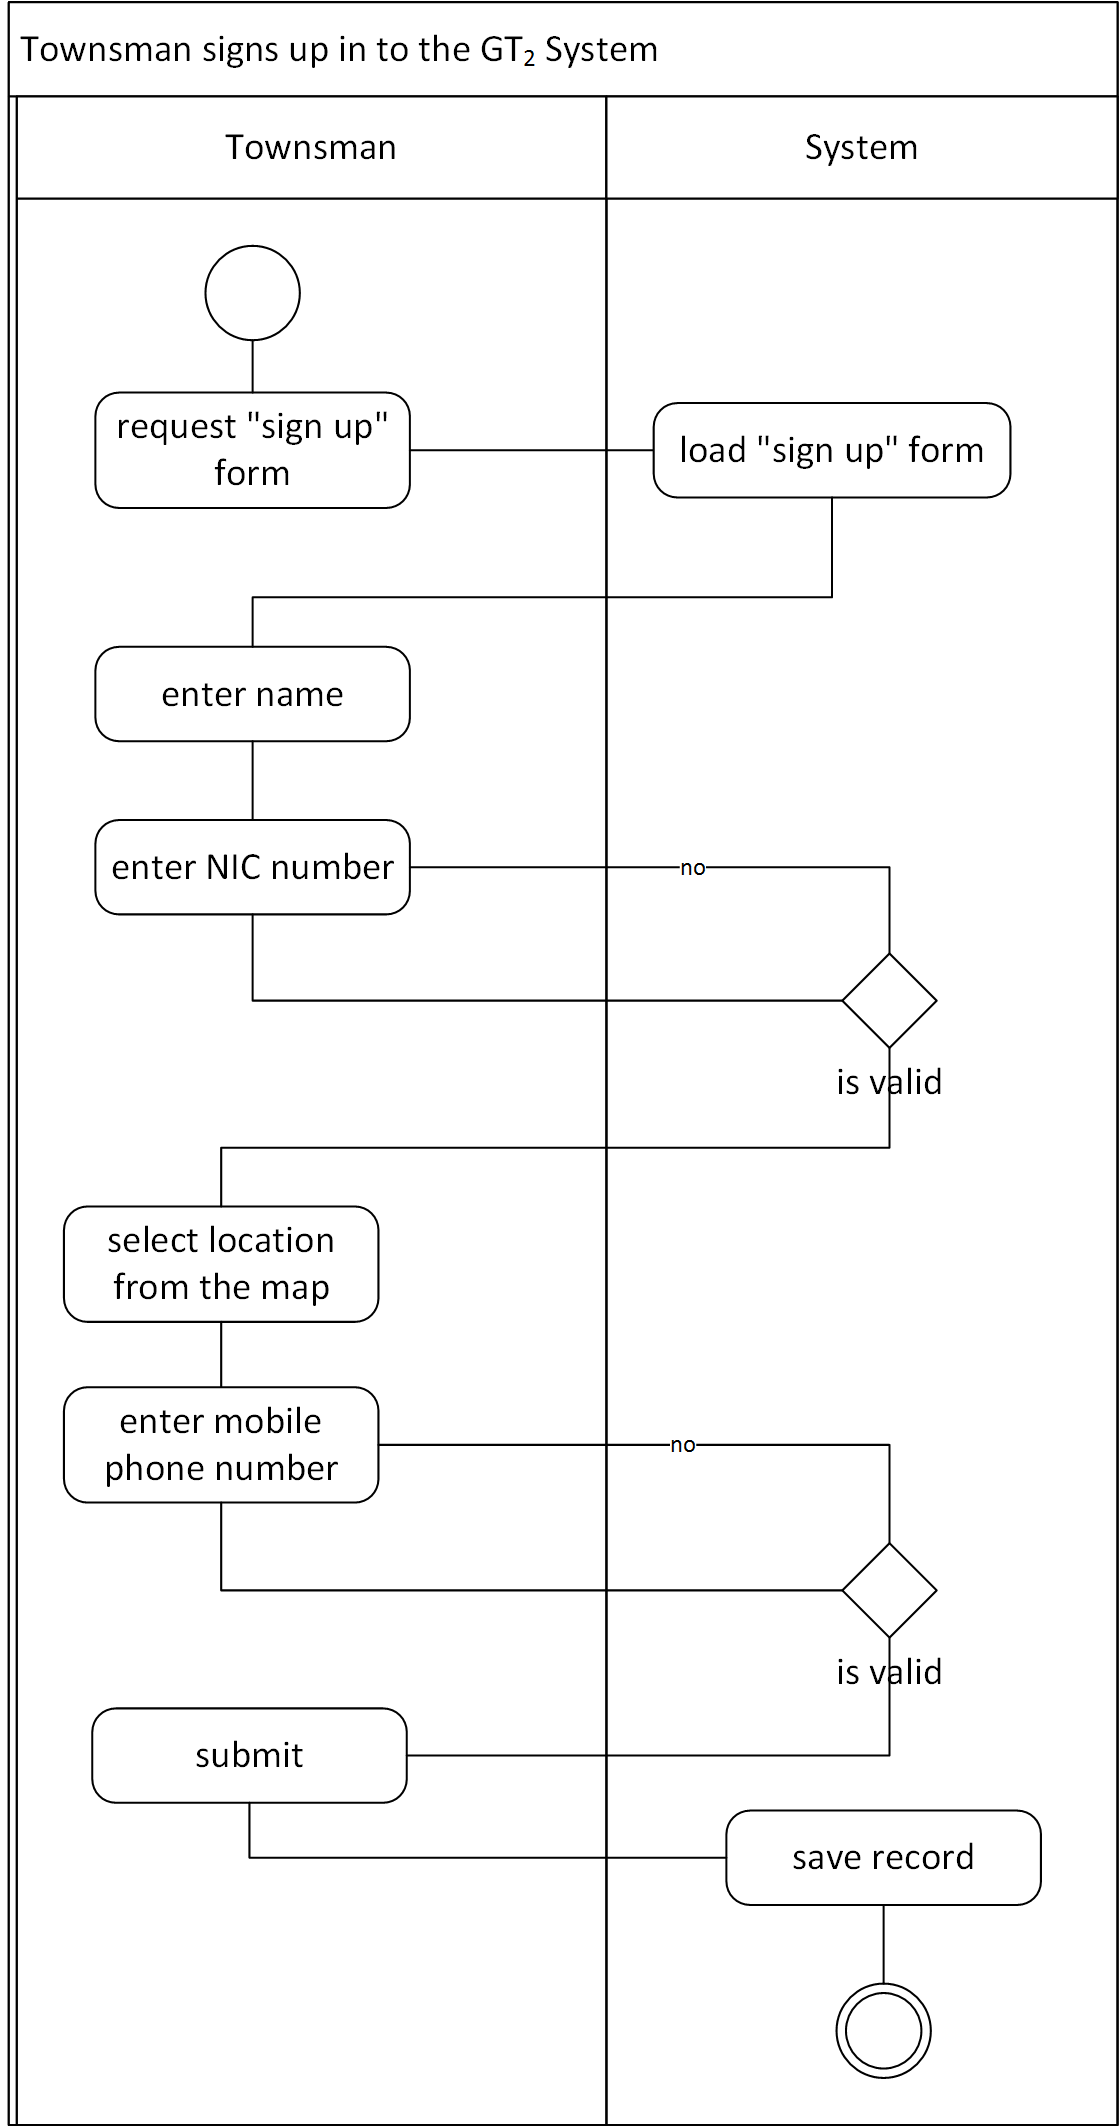 Townsman signs up in to the GT₂ System
Townsman
System
request "sign up"
form
load "sign up" form
enter name
enter NIC number
no
is valid
select location
from the map
enter mobile
phone number
no
is valid
submit
save record